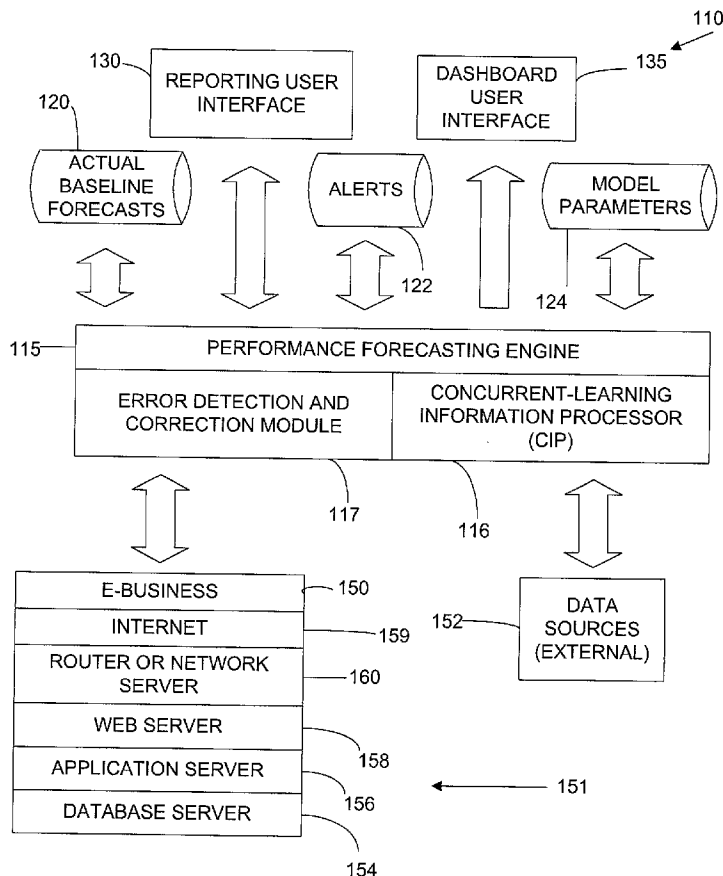 110
130
REPORTING USER
INTERFACE
DASHBOARD
USER
INTERFACE
135
120
ACTUAL
BASELINE
FORECASTS
ALERTS
MODEL
PARAMETERS
122
124
115
PERFORMANCE FORECASTING ENGINE
ERROR DETECTION AND
CORRECTION MODULE
CONCURRENT-LEARNING
INFORMATION PROCESSOR
(CIP)
117
116
E-BUSINESS
150
INTERNET
159
ROUTER OR NETWORK
SERVER
160
WEB SERVER
158
APPLICATION SERVER
156
DATABASE SERVER
154
152
DATA
SOURCES
(EXTERNAL)
151